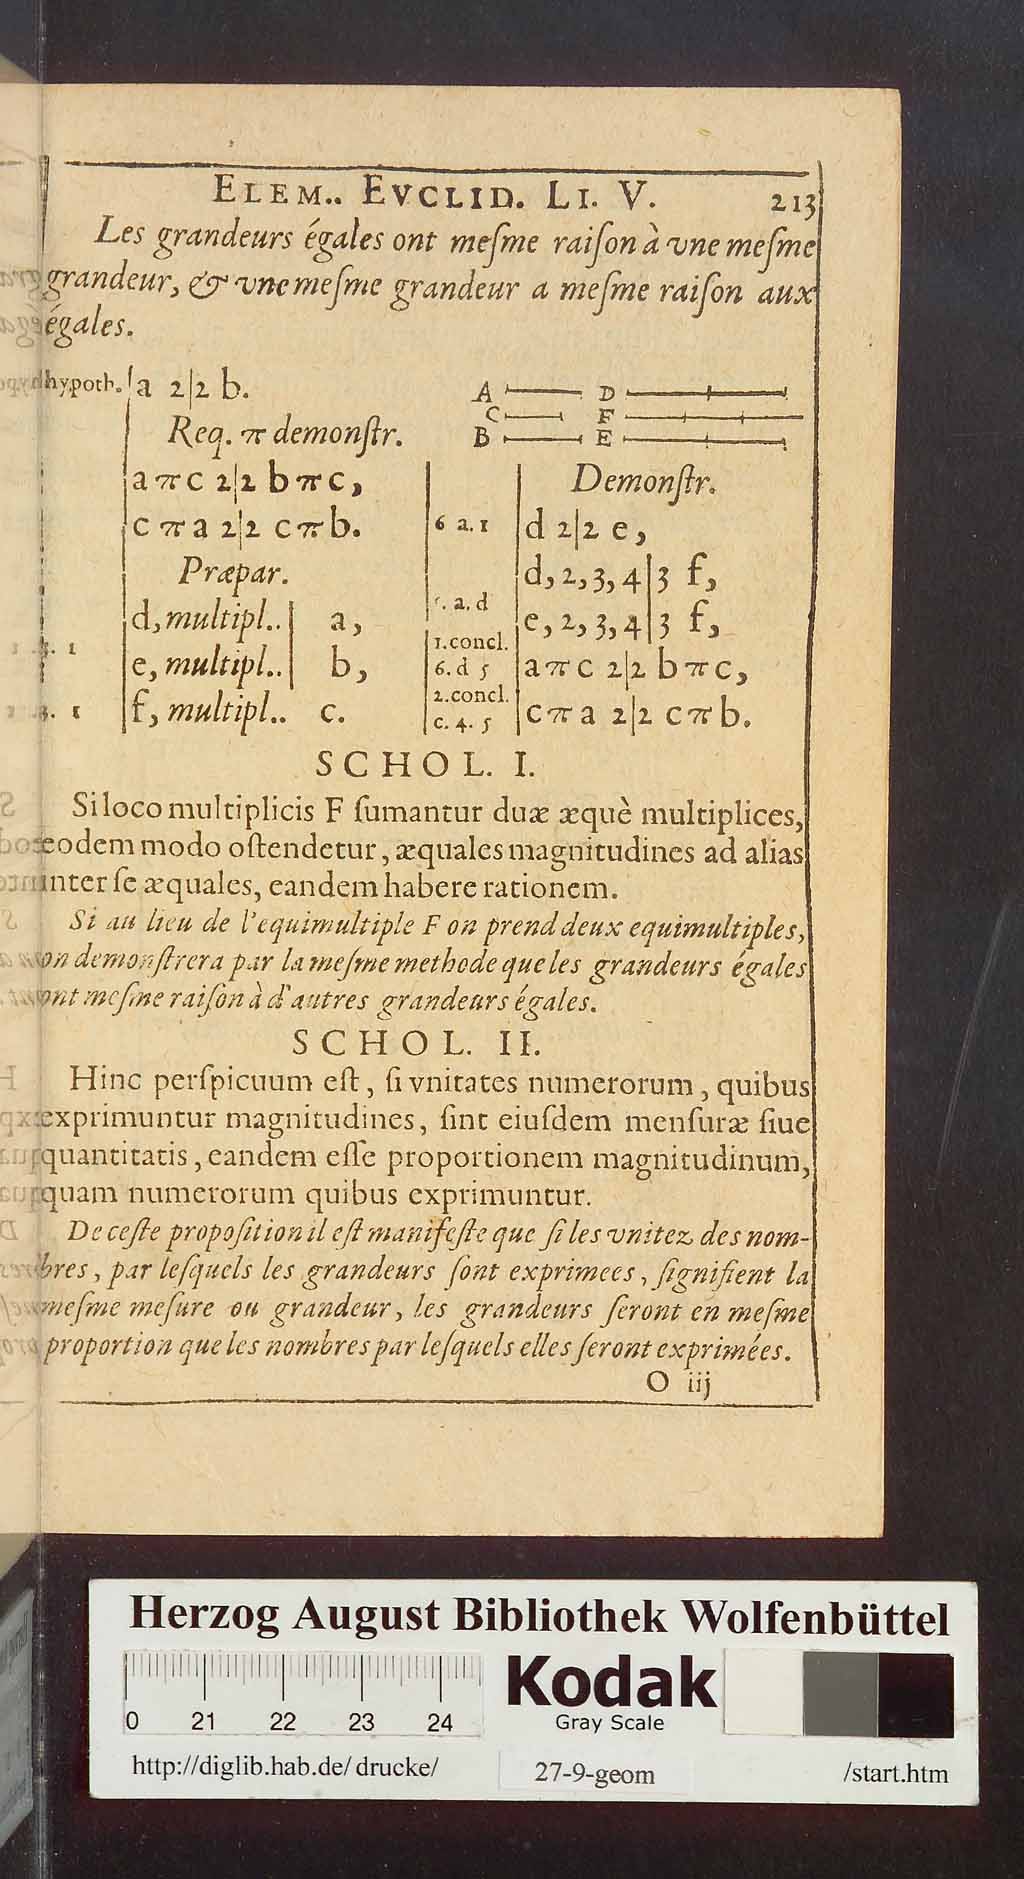 ELEM.. EVCLID. LI. V. 213
Les grandeurs égales ont meſme raiſon à vne meſme
grandeur, & vne meſme grandeur a meſme raiſon aux
égales.
hypoth. a 2|2 b.
Req. π demonſtr.
a π c 2|2 b π c,
c π a 2|2 c π b.
Præpar.
d, multipl.. | a,
3. 1 e, multipl.. | b,
3. 1 f, multipl.. c.
A D
C F
B E
Demonſtr.
6 a. 1 d 2|2 e,
d, 2, 3, 4|3 f,
a. d e, 2, 3, 4|3 f,
1. concl.
6. d 5 a π c 2|2 b π c,
2. concl.
c. 4. 5 c π a 2|2 c π b.
SCHOL. I.
Si loco multiplicis F ſumantur duæ æquè multiplices,
eodem modo oſtendetur, æquales magnitudines ad alias
inter ſe æquales, eandem habere rationem.
Si au lieu de l'equimultiple F on prend deux equimultiples,
on demonſtrera par la meſme methode que les grandeurs égales
ont meſme raiſon à d'autres grandeurs égales.
SCHOL. II.
Hinc perſpicuum eſt, ſi vnitates numerorum, quibus
exprimuntur magnitudines, ſint eiuſdem menſuræ ſiue
quantitatis, eandem eſſe proportionem magnitudinum,
quam numerorum quibus exprimuntur.
De ceſte propoſition il eſt manifeſte que ſi les vnitez des nom-
bres, par leſquels les grandeurs ſont exprimees, ſignifient la
meſme meſure ou grandeur, les grandeurs ſeront en meſme
proportion que les nombres par leſquels elles ſeront exprimées.
O iij
Herzog August Bibliothek Wolfenbüttel
0 21 22 23 24
Kodak
Gray Scale
http://diglib.hab.de/drucke/ 27-9-geom /start.htm